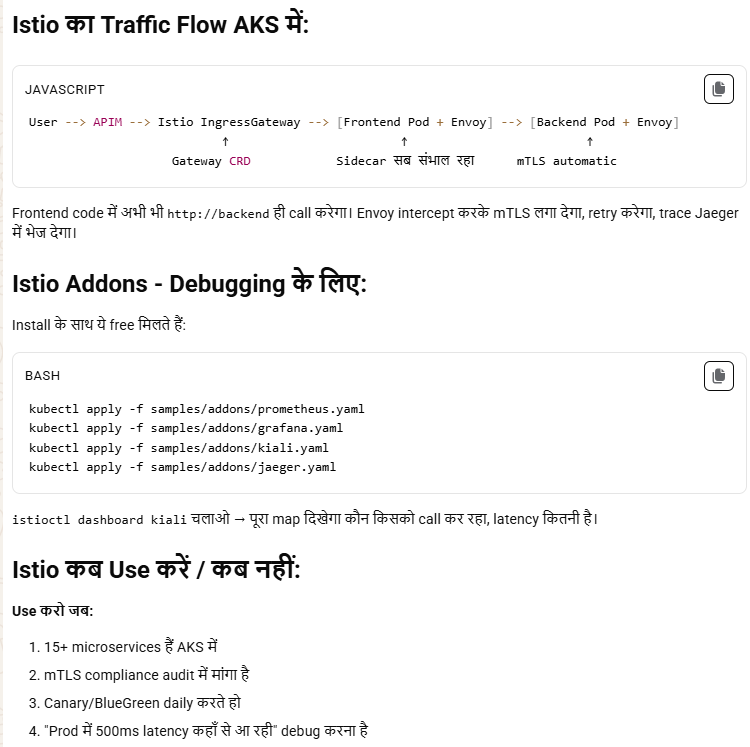 Istio का Traffic Flow AKS में:
JAVASCRIPT
User --> APIM --> Istio IngressGateway --> [Frontend Pod + Envoy] --> [Backend Pod + Envoy]
↑ ↑ ↑
Gateway CRD Sidecar सब संभाल रहा mTLS automatic
Frontend code में अभी भी http://backend ही call करेगा। Envoy intercept करके mTLS लगा देगा, retry करेगा, trace Jaeger
में भेज देगा।
Istio Addons - Debugging के लिए:
Install के साथ ये free मिलते हैं:
BASH
kubectl apply -f samples/addons/prometheus.yaml
kubectl apply -f samples/addons/grafana.yaml
kubectl apply -f samples/addons/kiali.yaml
kubectl apply -f samples/addons/jaeger.yaml
istioctl dashboard kiali चलाओ → पूरा map दिखेगा कौन किसको call कर रहा, latency कितनी है।
Istio कब Use करें / कब नहीं:
Use करो जब:
1. 15+ microservices हैं AKS में
2. mTLS compliance audit में मांगा है
3. Canary/BlueGreen daily करते हो
4. "Prod में 500ms latency कहाँ से आ रही" debug करना है